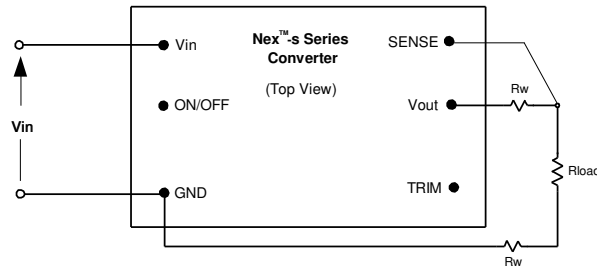 Nex™-s Series
Converter
(Top View)
Vin
SENSE
ON/OFF
Vout
Rw
Vin
GND
TRIM
Rload
Rw